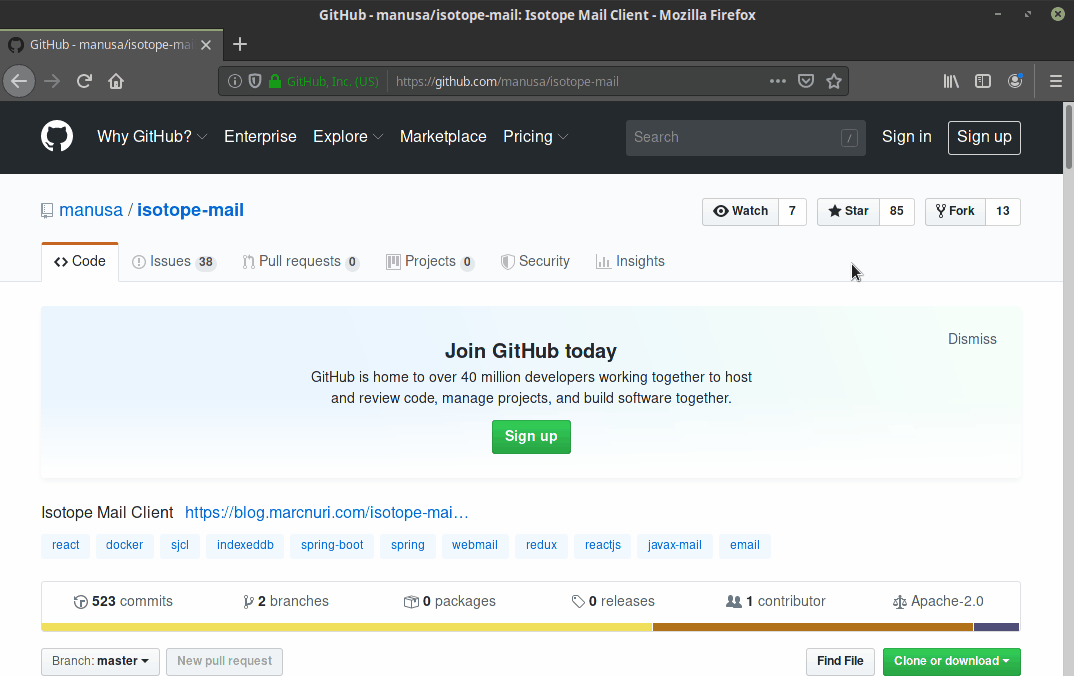 GitHub - manusa/isotope-mail: Isotope Mail Client - Mozilla Firefox
GitHub - manusa/isotope-mai
GitHub, Inc. (US) https://github.com/manusa/isotope-mail
Why GitHub? Enterprise Explore Marketplace Pricing Search / Sign in Sign up
manusa / isotope-mail Watch 7 Star 85 Fork 13
Code Issues 38 Pull requests 0 Projects 0 Security Insights
Dismiss
Join GitHub today
GitHub is home to over 40 million developers working together to host
and review code, manage projects, and build software together.
Sign up
Isotope Mail Client https://blog.marcnuri.com/isotope-mai…
react docker sjcl indexeddb spring-boot spring webmail redux reactjs javax-mail email
523 commits 2 branches 0 packages 0 releases 1 contributor Apache-2.0
Branch: master New pull request Find File Clone or download